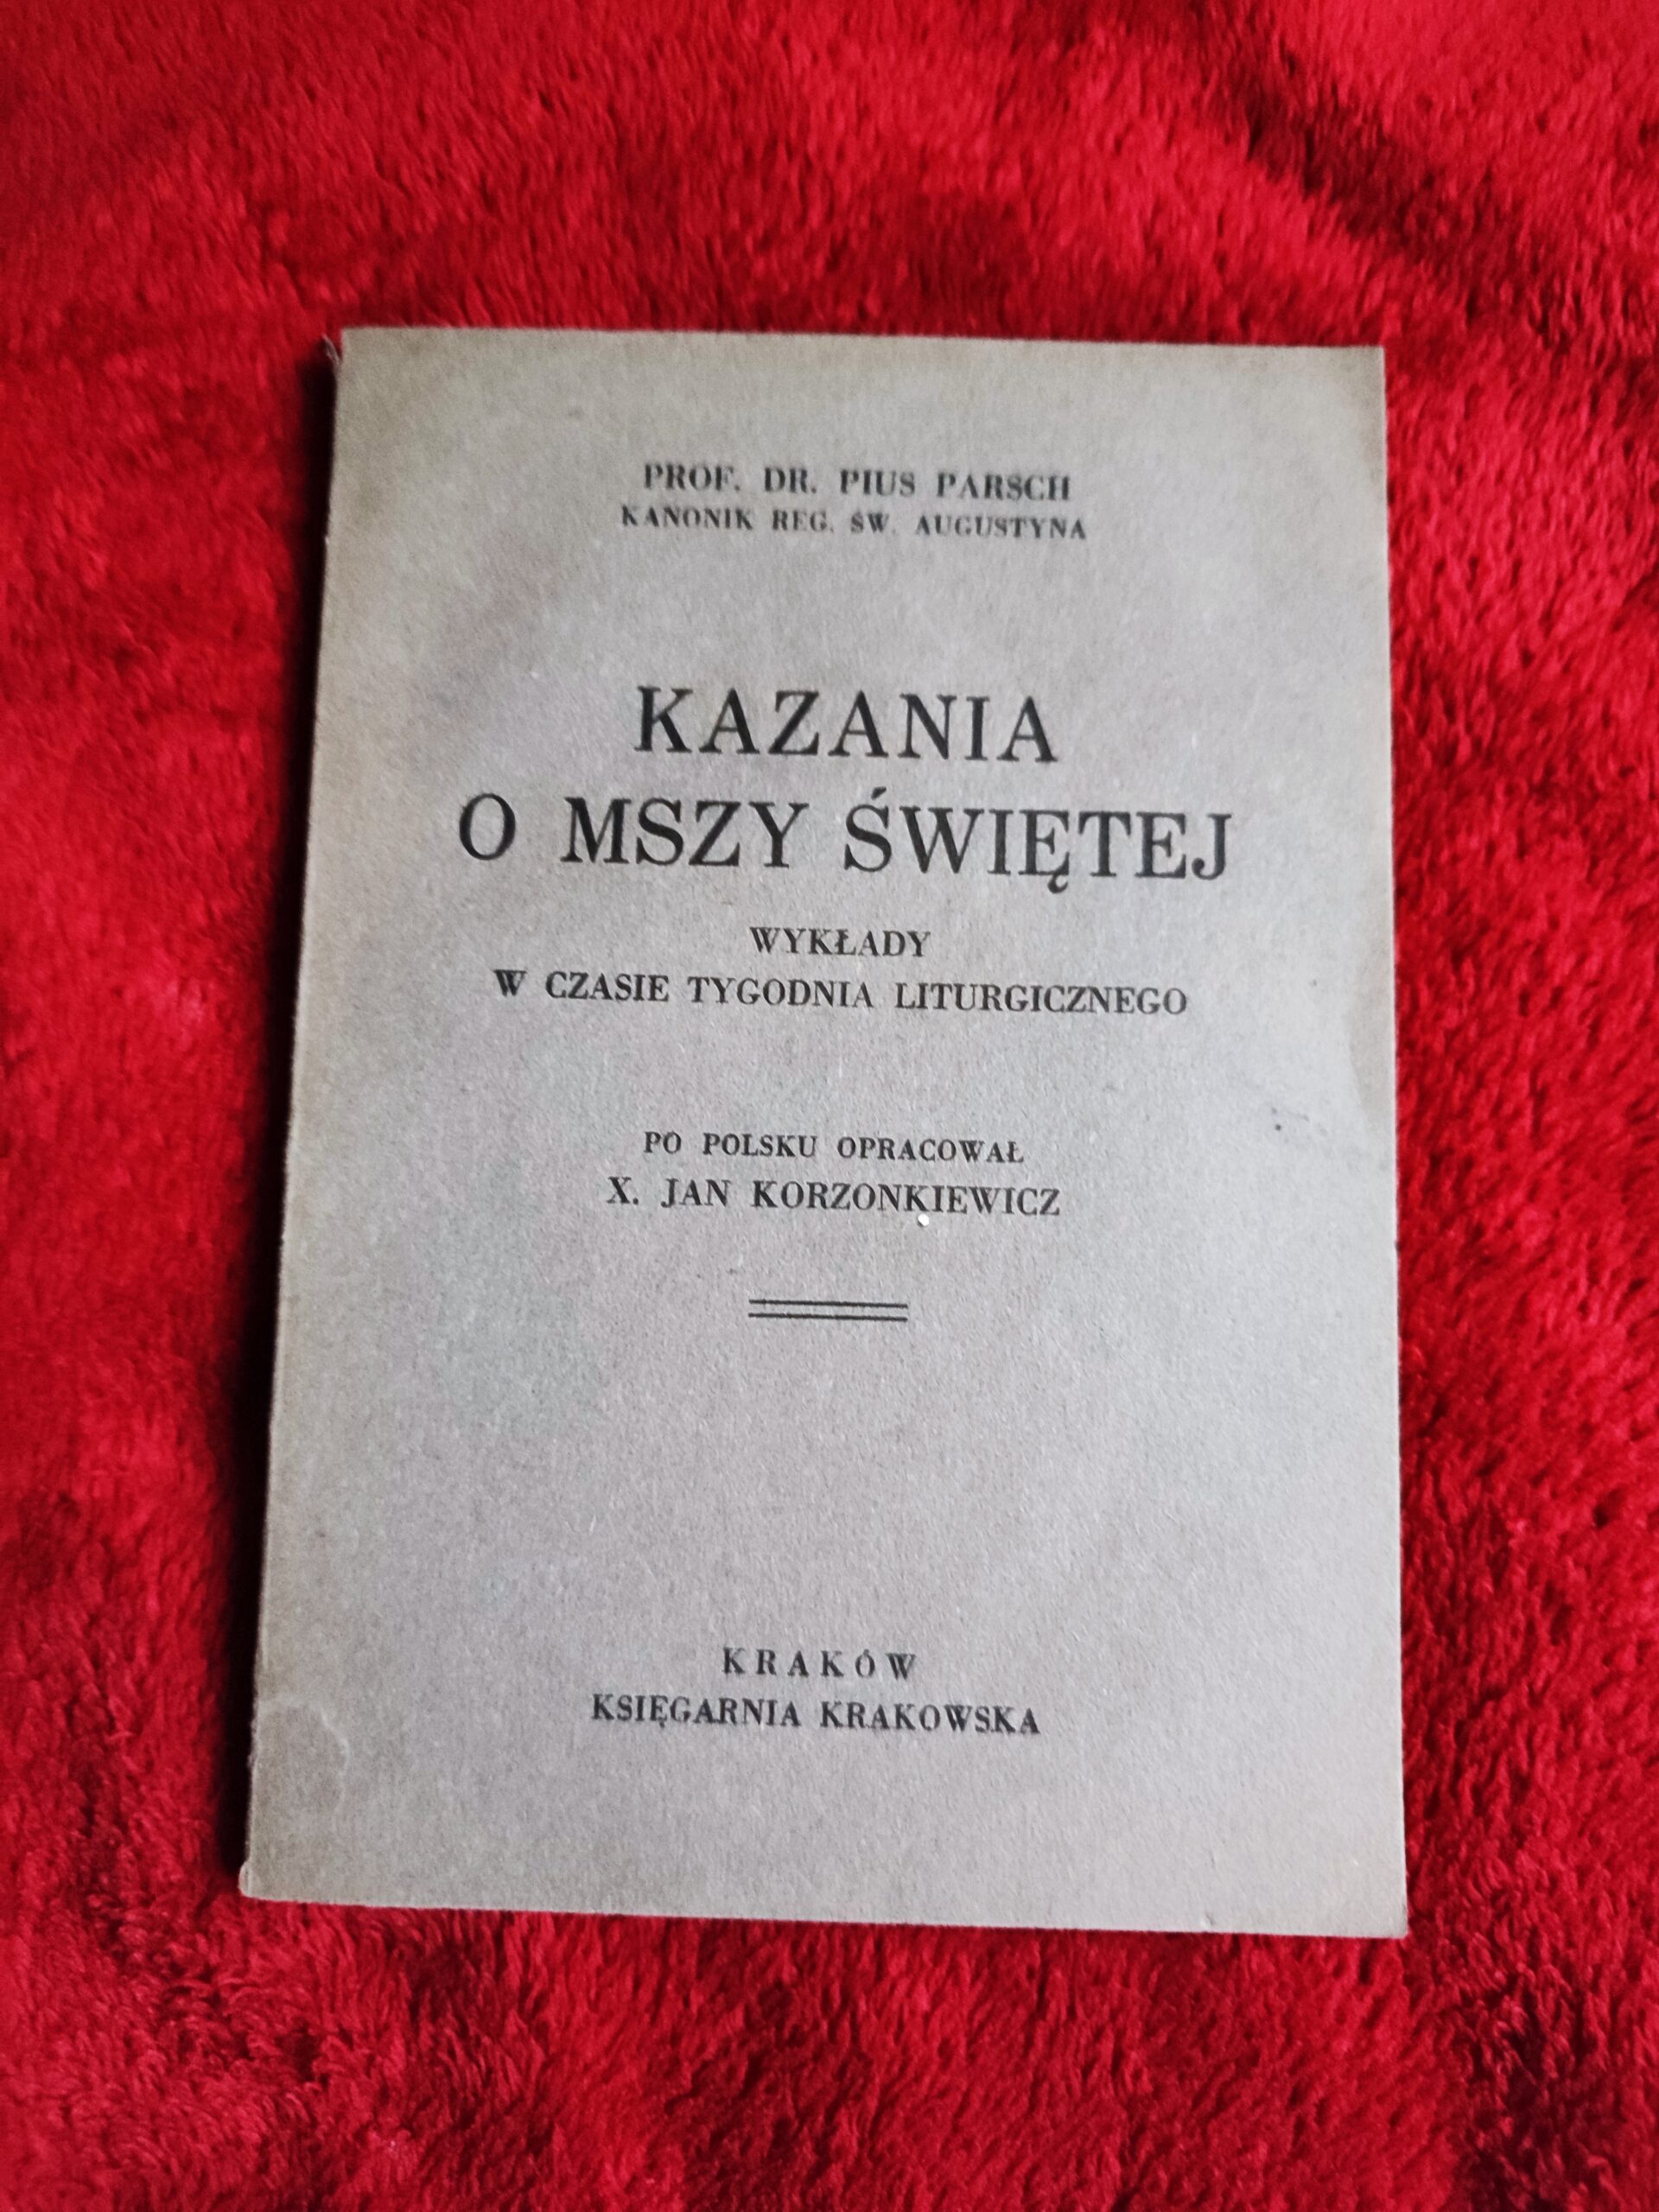 PROF. DR. PIUS PARSCH
KANONIK REG. ŚW. AUGUSTYNA
KAZANIA
O MSZY ŚWIĘTEJ
WYKŁADY
W CZASIE TYGODNIA LITURGICZNEGO
PO POLSKU OPRACOWAŁ
X. JAN KORZONKIEWICZ
KRAKÓW
KSIĘGARNIA KRAKOWSKA